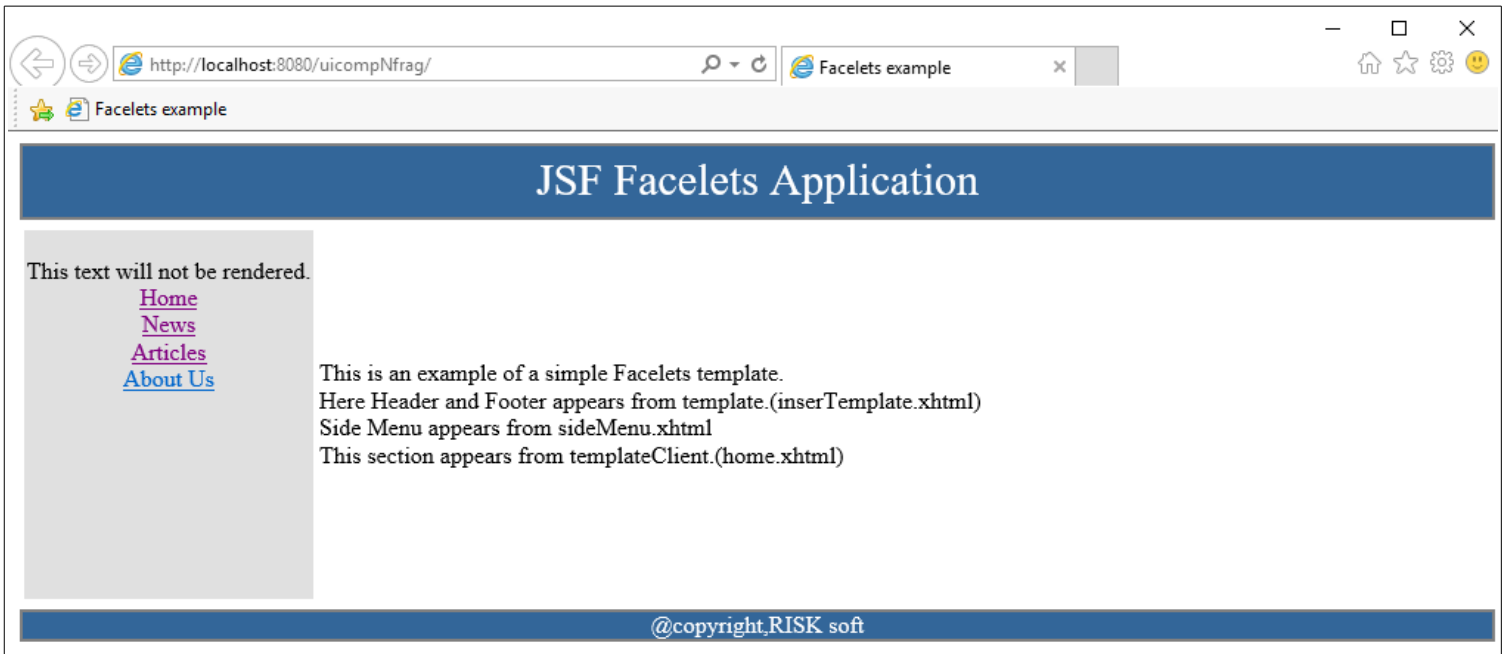 http://localhost:8080/uicompNfrag/
Facelets example
Facelets example
JSF Facelets Application
This text will not be rendered.
Home
News
Articles
About Us
This is an example of a simple Facelets template.
Here Header and Footer appears from template.(inserTemplate.xhtml)
Side Menu appears from sideMenu.xhtml
This section appears from templateClient.(home.xhtml)
@copyright,RISK soft